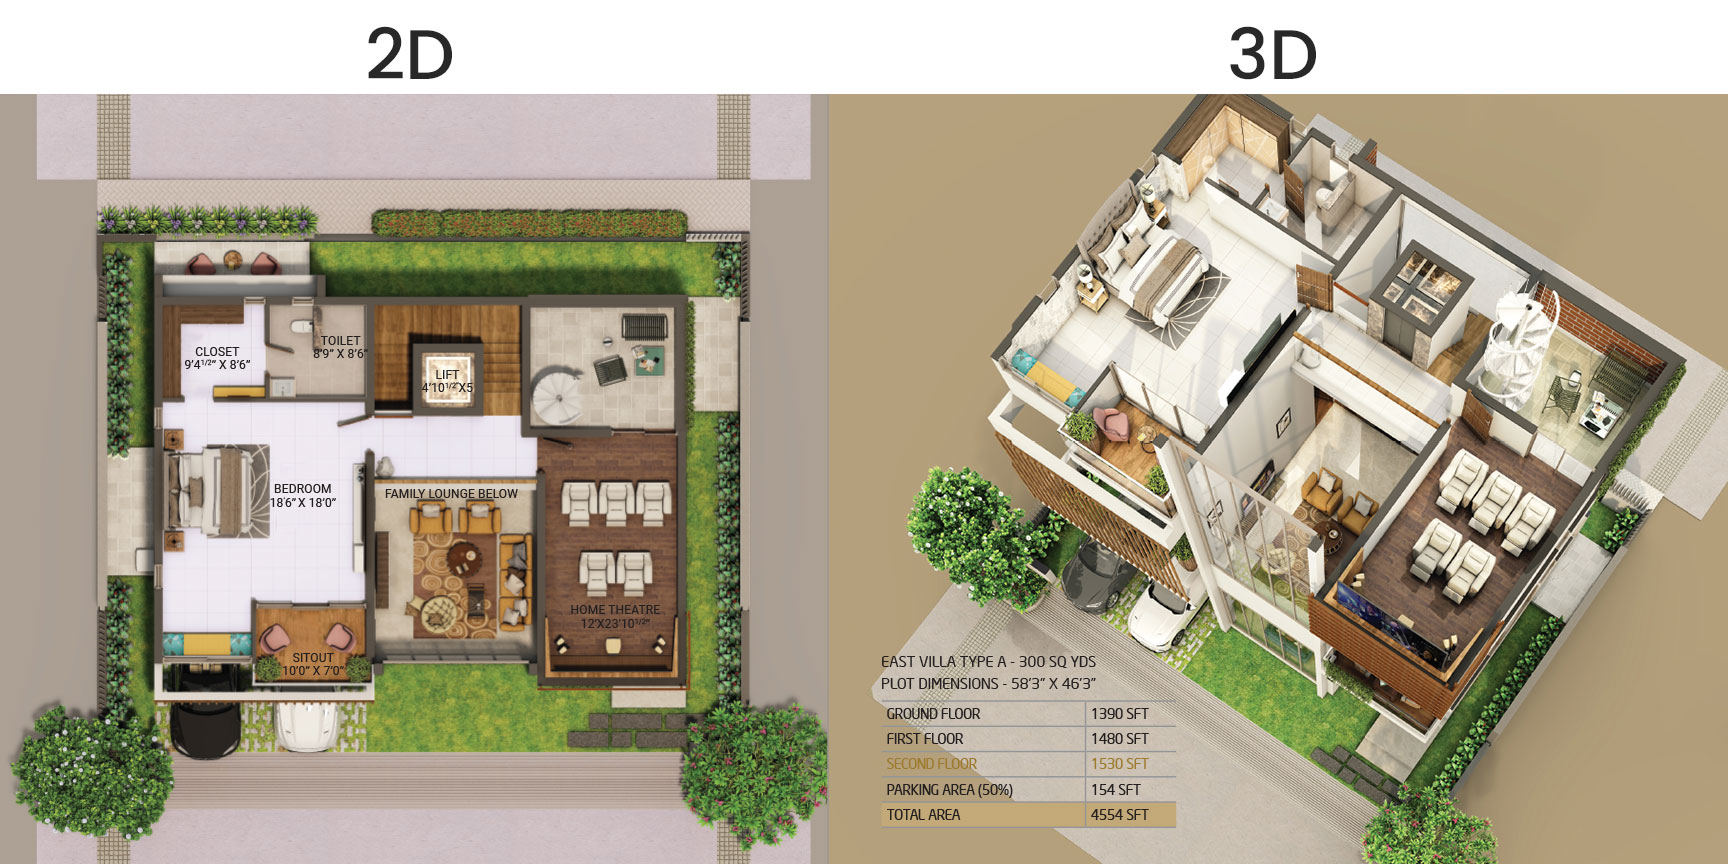 2D
3D
CLOSET
9'4¹/²" X 8'6"
TOILET
8'9" X 8'6"
LIFT
4'10¹/²"X5
BEDROOM
18'6" X 18'0"
FAMILY LOUNGE BELOW
HOME THEATRE
12'X23'10¹/²"
SITOUT
10'0" X 7'0"
EAST VILLA TYPE A - 300 SQ YDS
PLOT DIMENSIONS - 58'3" X 46'3"
GROUND FLOOR 1390 SFT
FIRST FLOOR 1480 SFT
SECOND FLOOR 1530 SFT
PARKING AREA (50%) 154 SFT
TOTAL AREA 4554 SFT